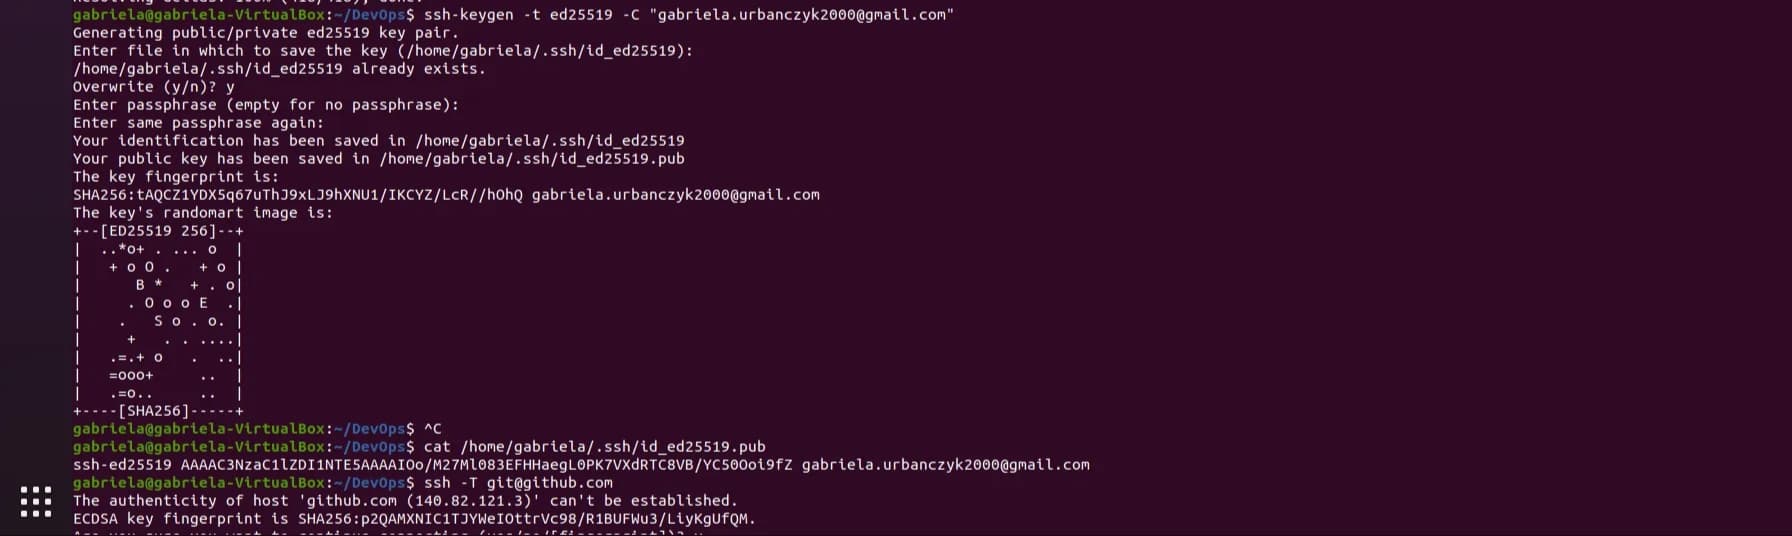 gabriela@gabriela-VirtualBox:~/DevOps$ ssh-keygen -t ed25519 -C "gabriela.urbanczyk2000@gmail.com"
Generating public/private ed25519 key pair.
Enter file in which to save the key (/home/gabriela/.ssh/id_ed25519):
/home/gabriela/.ssh/id_ed25519 already exists.
Overwrite (y/n)? y
Enter passphrase (empty for no passphrase):
Enter same passphrase again:
Your identification has been saved in /home/gabriela/.ssh/id_ed25519
Your public key has been saved in /home/gabriela/.ssh/id_ed25519.pub
The key fingerprint is:
SHA256:tAQCZ1YDX5q67uThJ9xLJ9hXNU1/IKCYZ/LcR//hOhQ gabriela.urbanczyk2000@gmail.com
The key's randomart image is:
+--[ED25519 256]--+
|  ..*o+ . ... o  |
|   + o O .   + o |
|      B *   + . o|
|     . O o o E  .|
|    .   S o . o. |
|     +   . . ....|
|   .=.+ o   .  ..|
|   =ooo+     ..  |
|   .=o..     ..  |
+----[SHA256]-----+
gabriela@gabriela-VirtualBox:~/DevOps$ ^C
gabriela@gabriela-VirtualBox:~/DevOps$ cat /home/gabriela/.ssh/id_ed25519.pub
ssh-ed25519 AAAAC3NzaC1lZDI1NTE5AAAAIOo/M27Ml083EFHHaegL0PK7VXdRTC8VB/YC50Ooi9fZ gabriela.urbanczyk2000@gmail.com
gabriela@gabriela-VirtualBox:~/DevOps$ ssh -T git@github.com
The authenticity of host 'github.com (140.82.121.3)' can't be established.
ECDSA key fingerprint is SHA256:p2QAMXNIC1TJYWeIOttrVc98/R1BUFWu3/LiyKgUfQM.